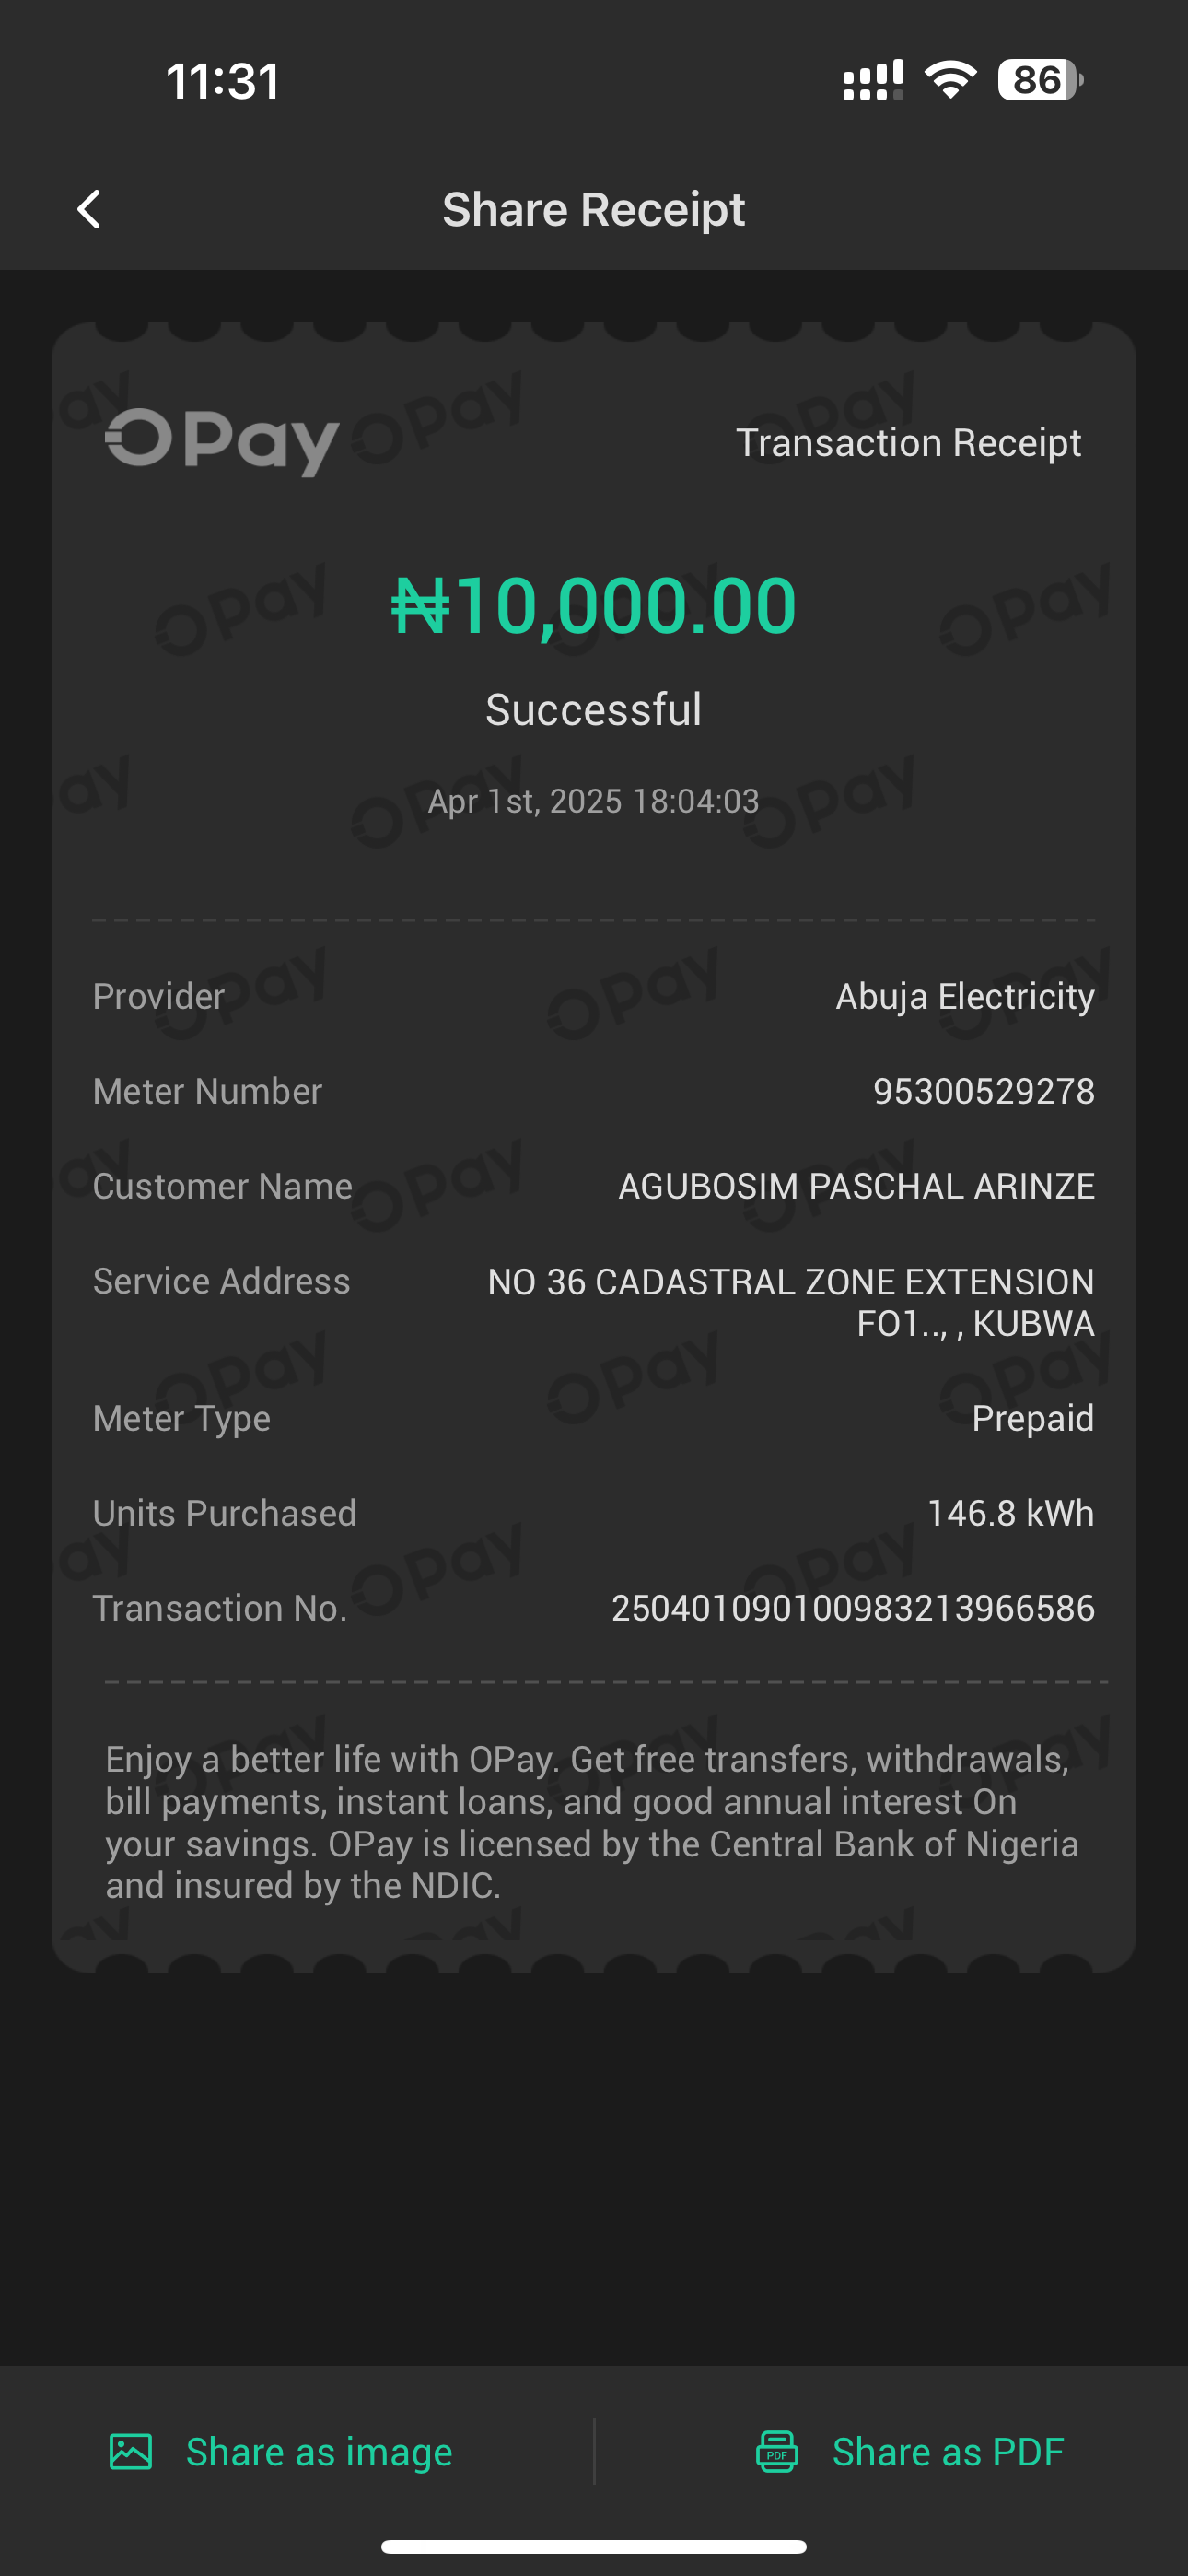 11:31
86
Share Receipt
OPay
Transaction Receipt
₦10,000.00
Successful
Apr 1st, 2025 18:04:03
Provider Abuja Electricity
Meter Number 95300529278
Customer Name AGUBOSIM PASCHAL ARINZE
Service Address NO 36 CADASTRAL ZONE EXTENSION
FO1.., , KUBWA
Meter Type Prepaid
Units Purchased 146.8 kWh
Transaction No. 250401090100983213966586
Enjoy a better life with OPay. Get free transfers, withdrawals,
bill payments, instant loans, and good annual interest On
your savings. OPay is licensed by the Central Bank of Nigeria
and insured by the NDIC.
Share as image
PDF Share as PDF